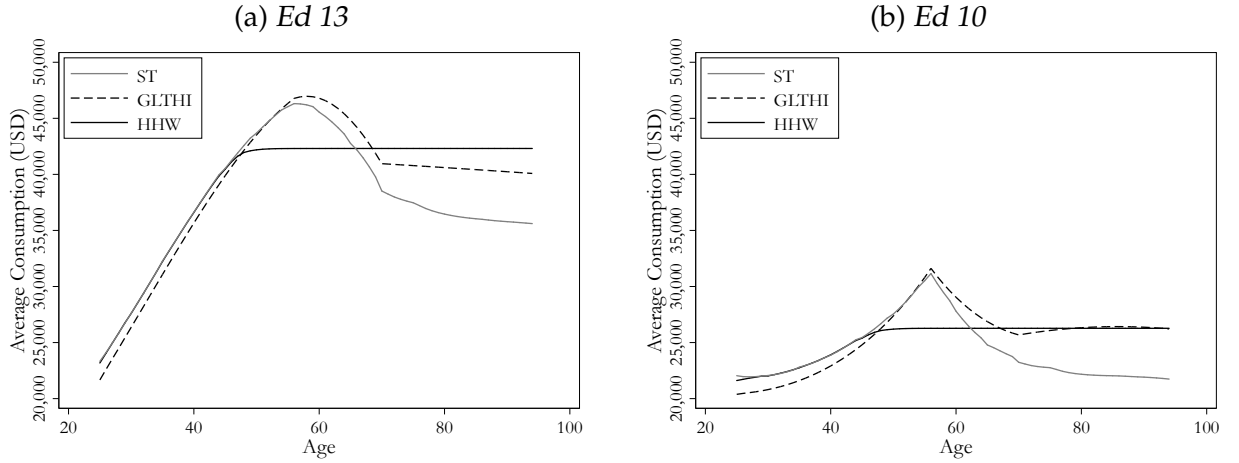 (a) Ed 13
ST
GLTHI
HHW
Average Consumption (USD)
50,000
45,000
40,000
35,000
30,000
25,000
20,000
20
40
60
80
100
Age
(b) Ed 10
ST
GLTHI
HHW
Average Consumption (USD)
50,000
45,000
40,000
35,000
30,000
25,000
20,000
20
40
60
80
100
Age